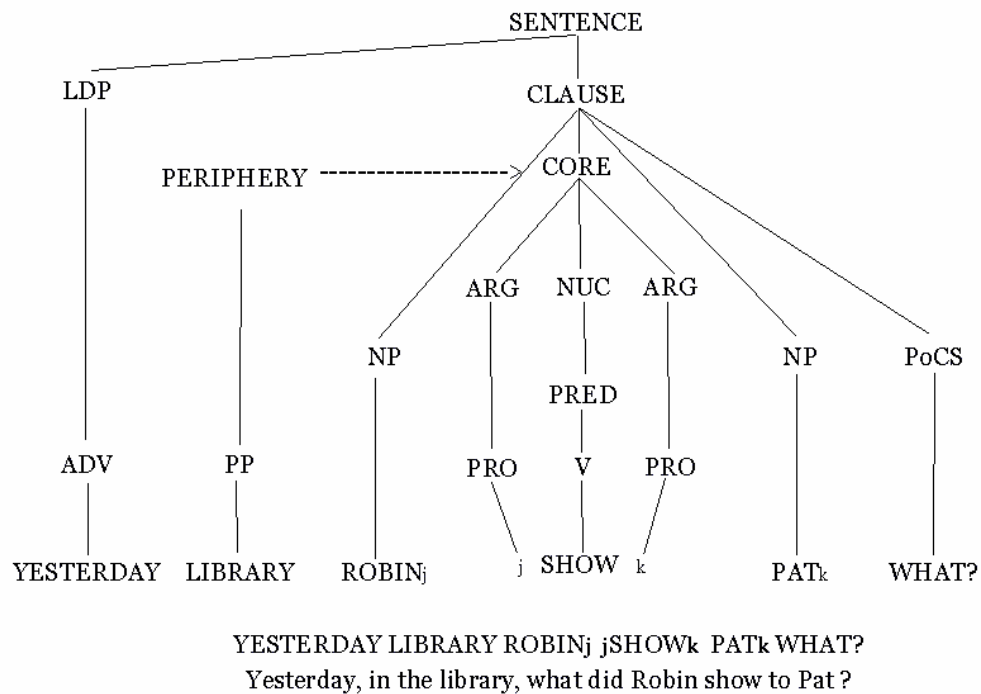 SENTENCE
LDP
CLAUSE
PERIPHERY
CORE
ARG NUC ARG
NP NP PoCS
PRED
ADV PP PRO V PRO
YESTERDAY LIBRARY ROBINj j SHOW k PATk WHAT?
YESTERDAY LIBRARY ROBINj jSHOWk PATk WHAT?
Yesterday, in the library, what did Robin show to Pat ?